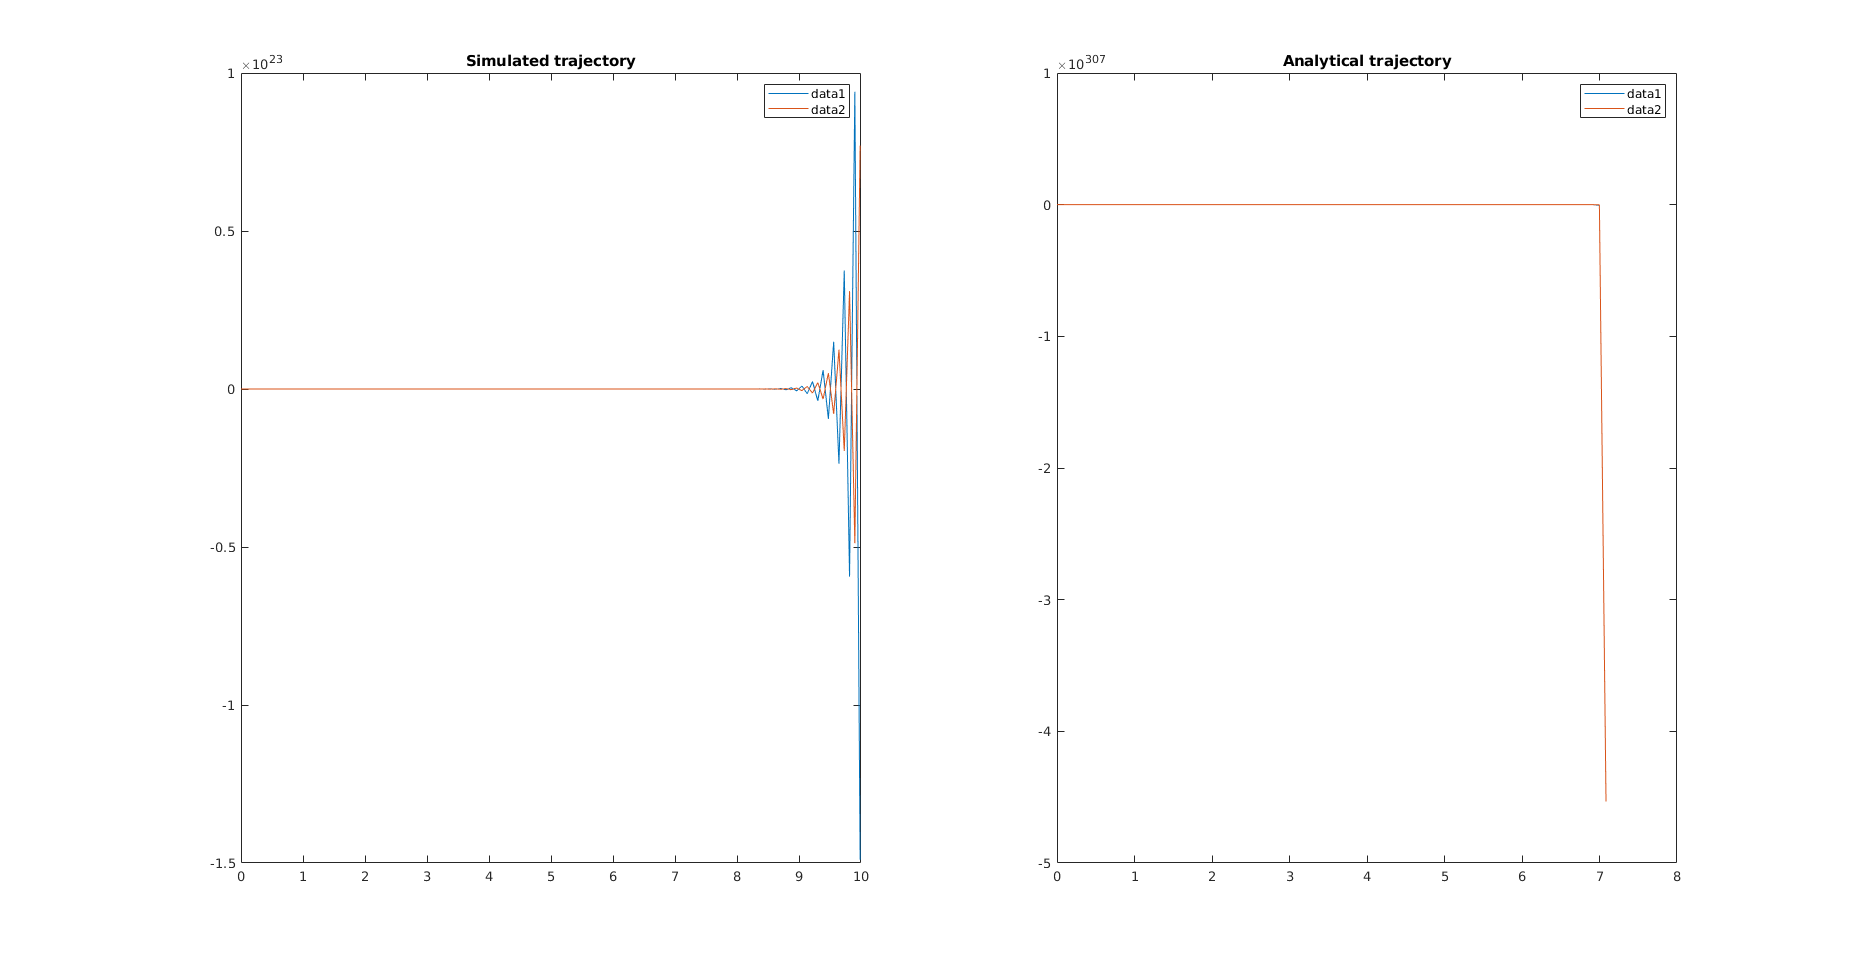 Simulated trajectory
×10^23
1
0.5
0
-0.5
-1
-1.5
0 1 2 3 4 5 6 7 8 9 10
data1
data2
Analytical trajectory
×10^307
1
0
-1
-2
-3
-4
-5
0 1 2 3 4 5 6 7 8
data1
data2